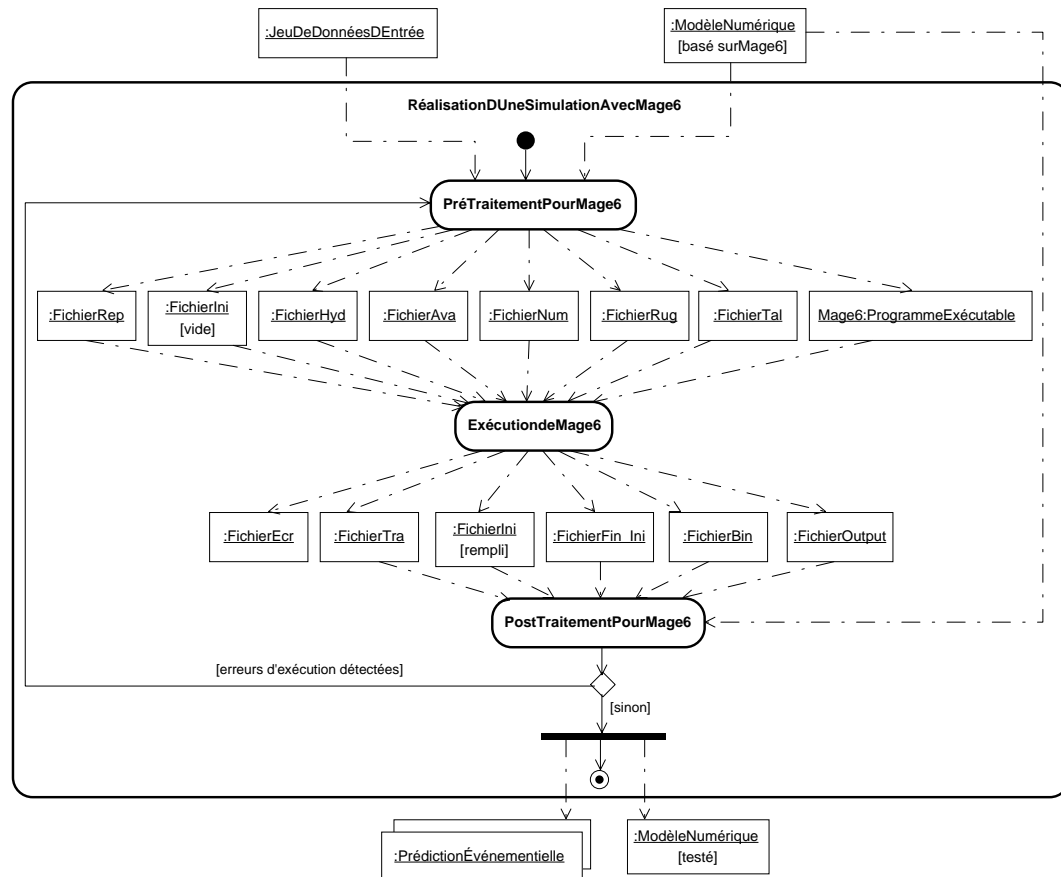 :JeuDeDonnéesDEntrée
:ModèleNumérique
[basé surMage6]
RéalisationDUneSimulationAvecMage6
PréTraitementPourMage6
:FichierRep
:FichierIni
[vide]
:FichierHyd
:FichierAva
:FichierNum
:FichierRug
:FichierTal
Mage6:ProgrammeExécutable
ExécutiondeMage6
:FichierEcr
:FichierTra
:FichierIni
[rempli]
:FichierFin_Ini
:FichierBin
:FichierOutput
PostTraitementPourMage6
[erreurs d'exécution détectées]
[sinon]
:PrédictionÉvénementielle
:ModèleNumérique
[testé]